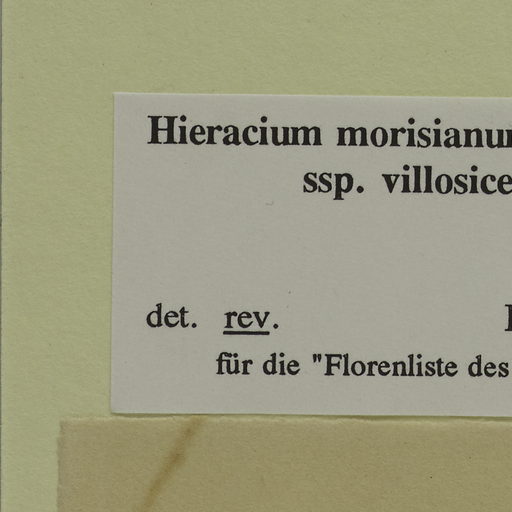 Hieracium morisianu
ssp. villosice
det. rev.
für die "Florenliste des